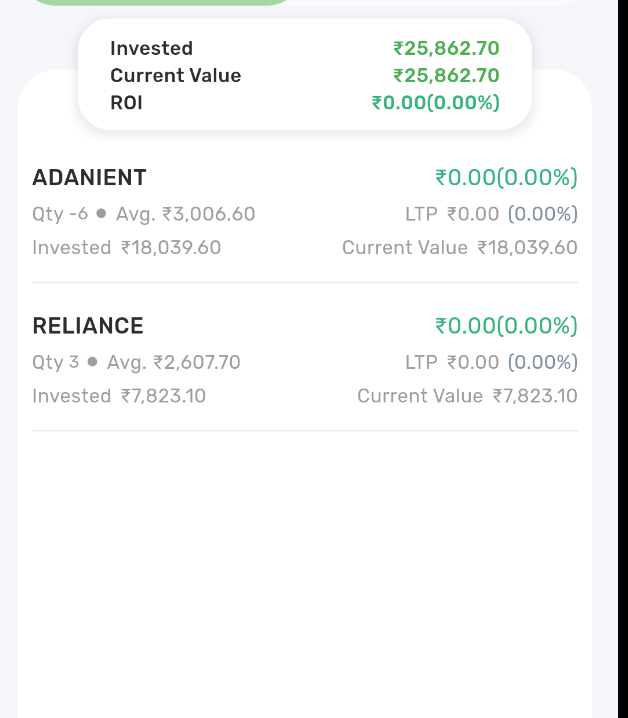 Invested ₹25,862.70
Current Value ₹25,862.70
ROI ₹0.00(0.00%)
ADANIENT ₹0.00(0.00%)
Qty -6 ● Avg. ₹3,006.60 LTP ₹0.00 (0.00%)
Invested ₹18,039.60 Current Value ₹18,039.60
RELIANCE ₹0.00(0.00%)
Qty 3 ● Avg. ₹2,607.70 LTP ₹0.00 (0.00%)
Invested ₹7,823.10 Current Value ₹7,823.10